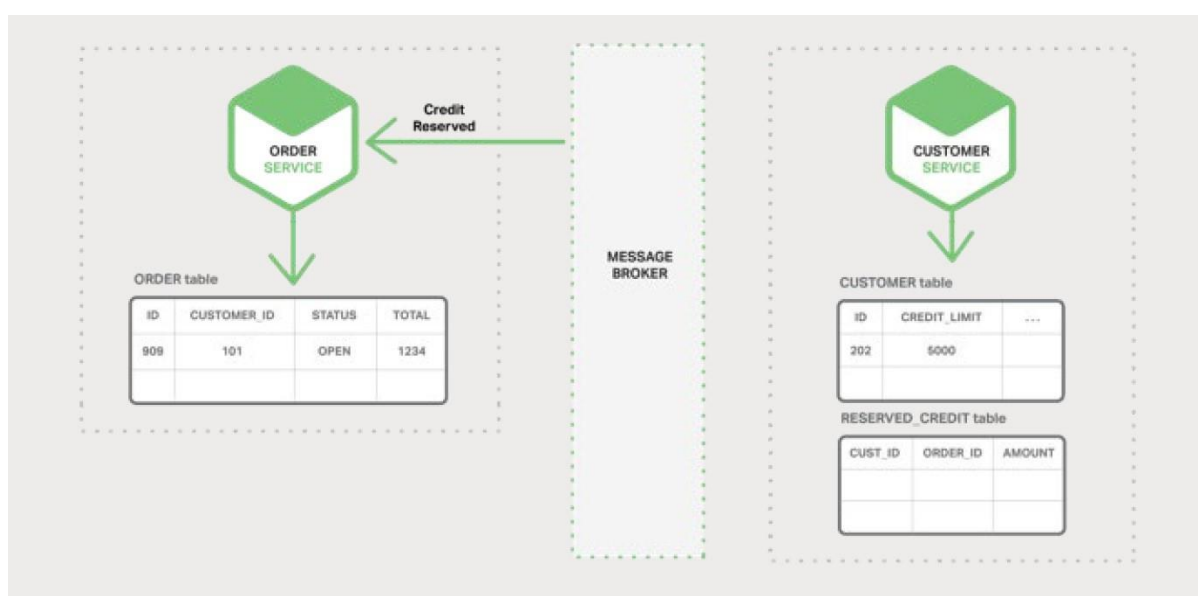 Credit
Reserved
ORDER
SERVICE
CUSTOMER
SERVICE
MESSAGE
BROKER
ORDER table
ID CUSTOMER_ID STATUS TOTAL
909 101 OPEN 1234
CUSTOMER table
ID CREDIT_LIMIT ...
202 5000
RESERVED_CREDIT table
CUST_ID ORDER_ID AMOUNT